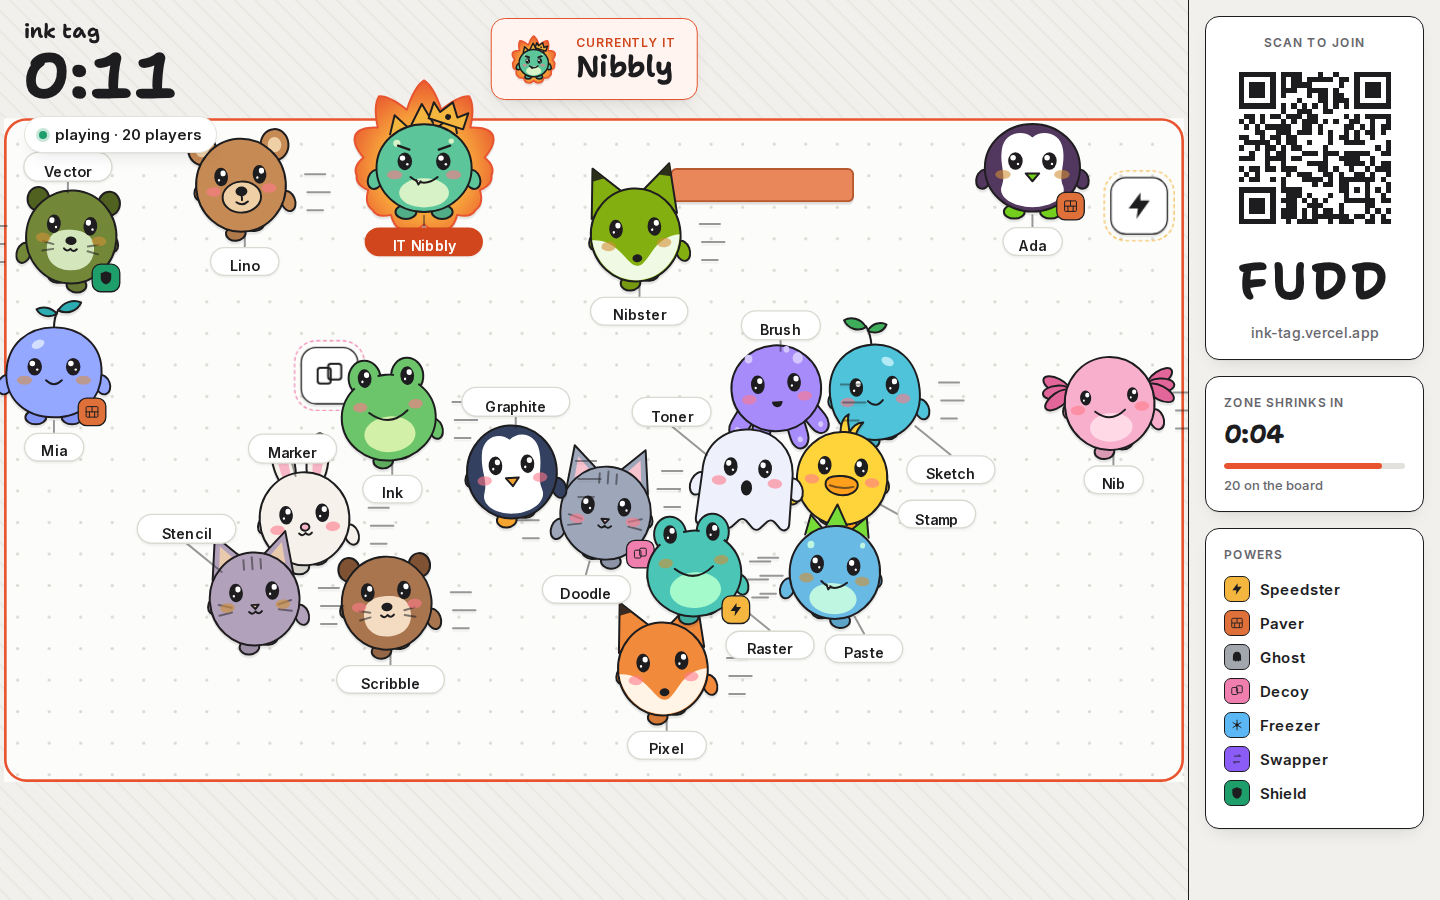 ink tag
0:11
CURRENTLY IT
Nibbly
playing · 20 players
Vector
Lino
IT Nibbly
Nibster
Ada
Mia
Brush
Graphite
Toner
Marker
Ink
Sketch
Nib
Stamp
Stencil
Doodle
Raster
Paste
Scribble
Pixel
SCAN TO JOIN
FUDD
ink-tag.vercel.app
ZONE SHRINKS IN
0:04
20 on the board
POWERS
Speedster
Paver
Ghost
Decoy
Freezer
Swapper
Shield